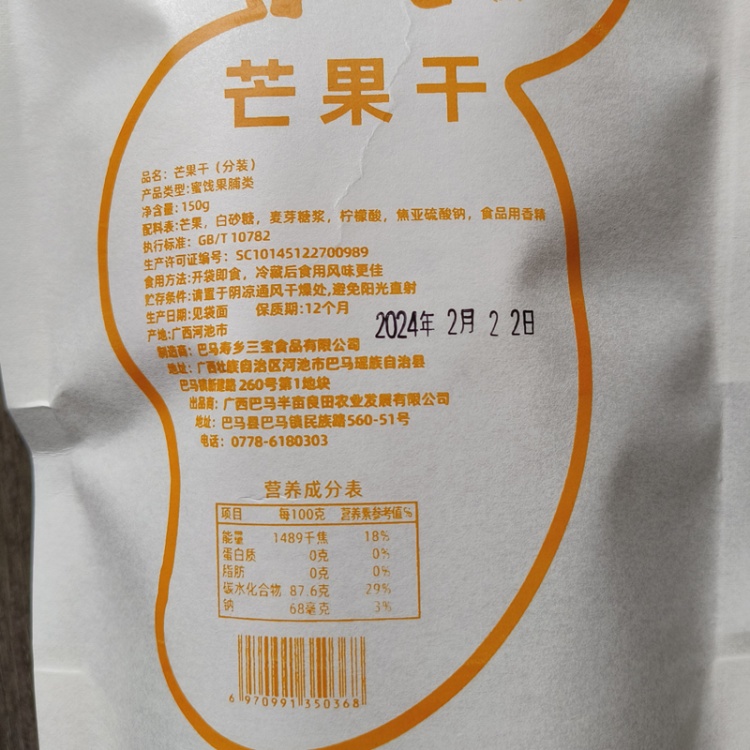 芒果干
品名：芒果干（分装）
产品类型：蜜饯果脯类
净含量：150g
配料表：芒果，白砂糖，麦芽糖浆，柠檬酸，焦亚硫酸钠，食品用香精
执行标准：GB/T 10782
生产许可证编号：SC10145122700989
食用方法：开袋即食，冷藏后食用风味更佳
贮存条件：请置于阴凉通风干燥处，避免阳光直射
生产日期：见袋面 保质期：12个月
2024年 2月 2 2日
产地：广西河池市
制造商：巴马寿乡三宝食品有限公司
地址：广西壮族自治区河池市巴马瑶族自治县
巴马镇新建路260号第1地块
出品商：广西巴马半亩良田农业发展有限公司
地址：巴马县巴马镇民族路560-51号
电话：0778-6180303
营养成分表
项目 每100克 营养素参考值%
能量 1489千焦 18%
蛋白质 0克 0%
脂肪 0克 0%
碳水化合物 87.6克 29%
钠 68毫克 3%
6 970991 350368